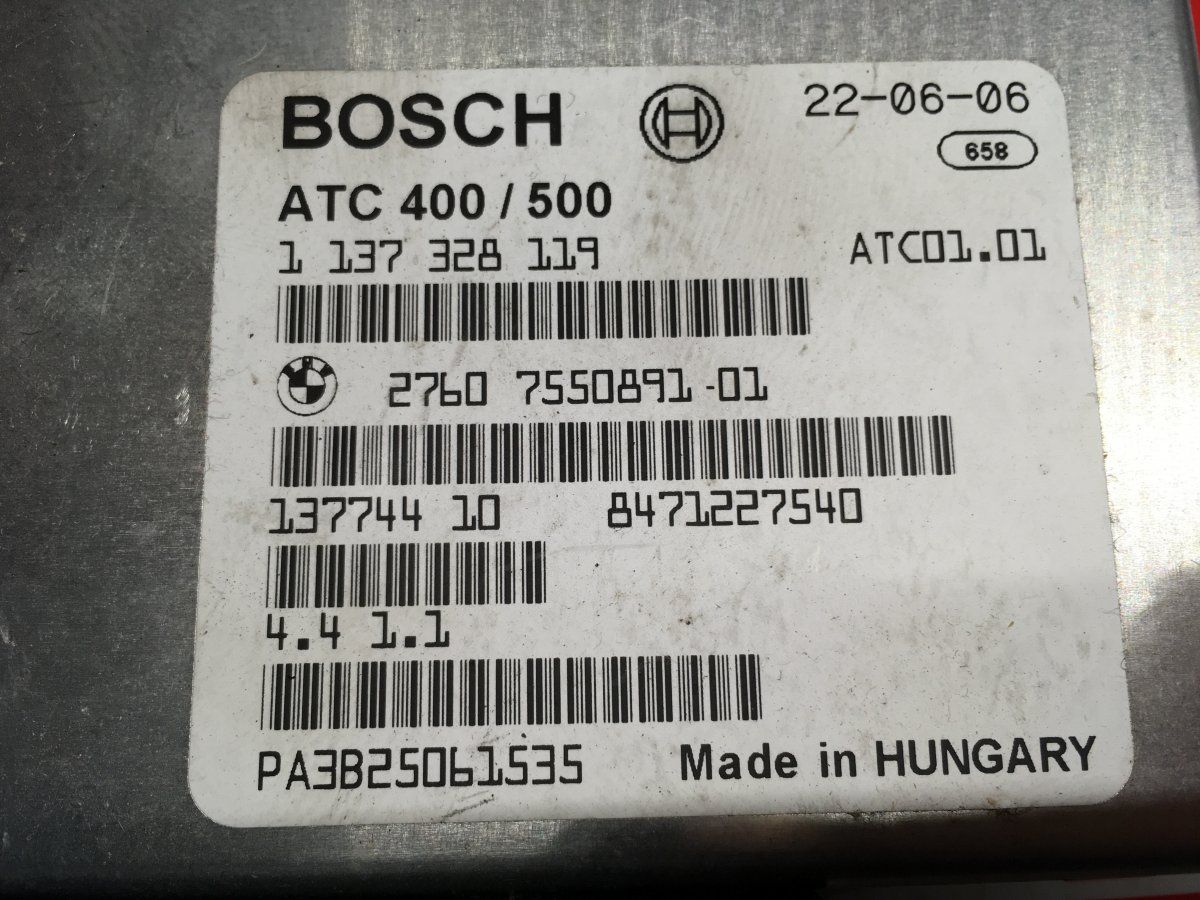 BOSCH 22-06-06
658
ATC 400 / 500
1 137 328 119 ATC01.01
2760 7550891-01
137744 10 8471227540
4.4 1.1
PA3B25061535 Made in HUNGARY